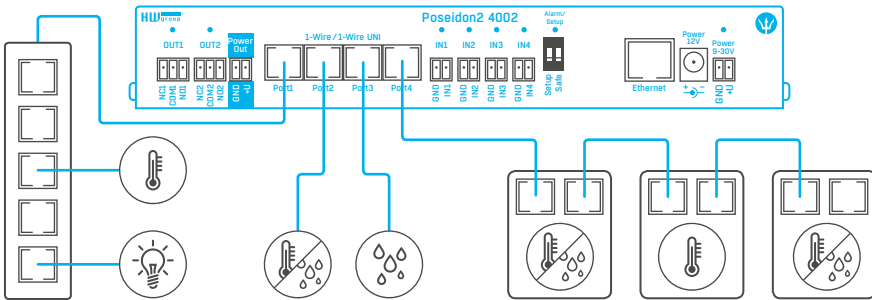 HW group
Poseidon2 4002
Alarm/
Setup
OUT1
OUT2
Power
Out
1-Wire/1-Wire UNI
IN1
IN2
IN3
IN4
Power
12V
Power
9-30V
NC1
COM1
NO1
NC2
COM2
NO2
GND
+U
Port1
Port2
Port3
Port4
GND
IN1
GND
IN2
GND
IN3
GND
IN4
Setup
Safe
Ethernet
+ -
GND
+U